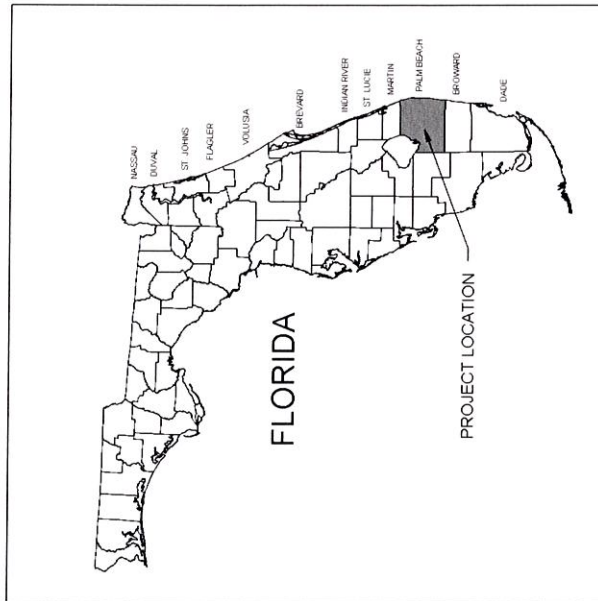 NASSAU
DUVAL
ST. JOHNS
FLAGLER
VOLUSIA
BREVARD
INDIAN RIVER
ST. LUCIE
MARTIN
PALM BEACH
BROWARD
DADE
FLORIDA
PROJECT LOCATION